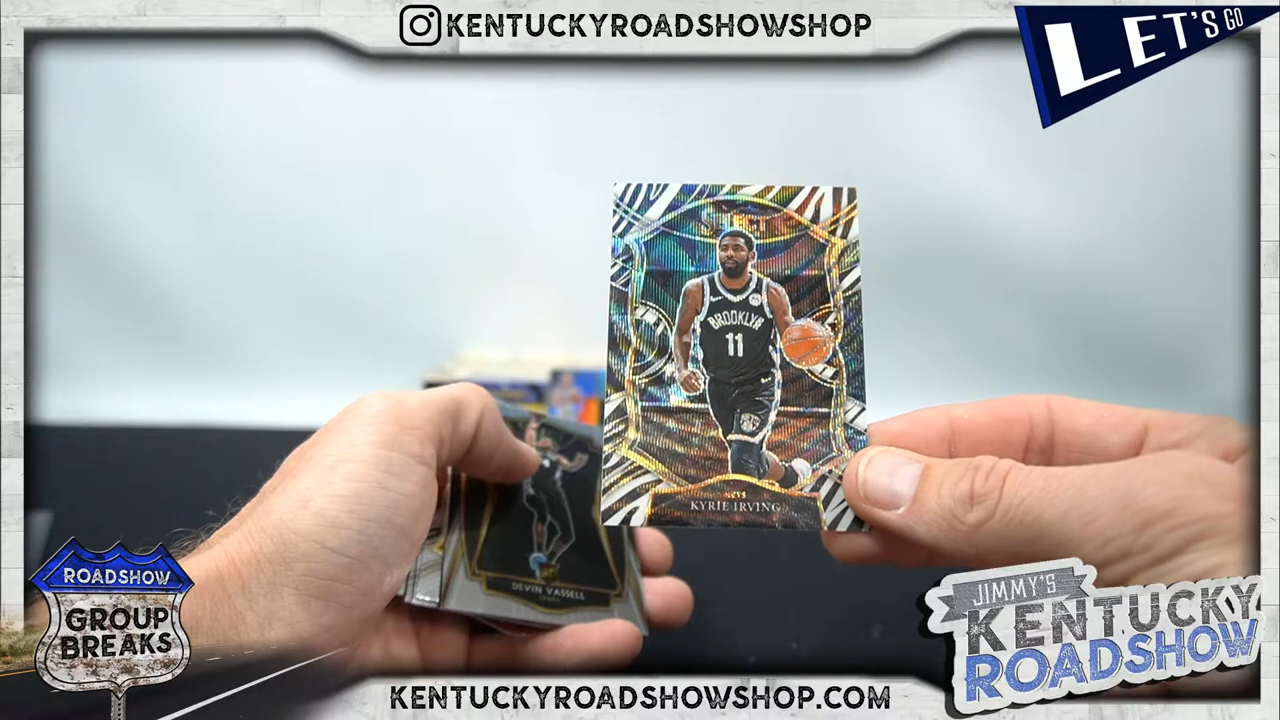 KENTUCKYROADSHOWSHOP
LET'S GO
BROOKLYN
11
NETS
KYRIE IRVING
DEVIN VASSELL
ROADSHOW
GROUP
BREAKS
JIMMY'S
KENTUCKY
ROADSHOW
KENTUCKYROADSHOWSHOP.COM